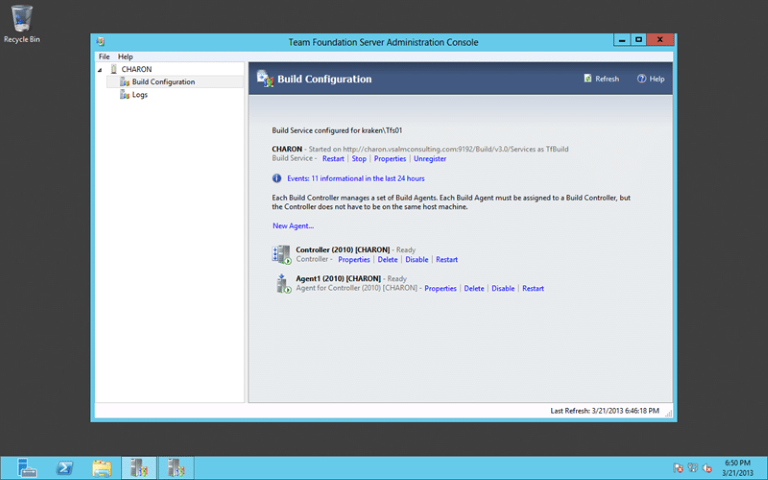 Recycle Bin
Team Foundation Server Administration Console
File Help
CHARON
Build Configuration
Logs
Build Configuration
Refresh
Help
Build Service configured for kraken\Tfs01
CHARON - Started on http://charon.vsalmconsulting.com:9192/Build/v3.0/Services as TfBuild
Build Service - Restart | Stop | Properties | Unregister
Events: 11 informational in the last 24 hours
Each Build Controller manages a set of Build Agents. Each Build Agent must be assigned to a Build Controller, but
the Controller does not have to be on the same host machine.
New Agent...
Controller (2010) [CHARON] - Ready
Controller - Properties | Delete | Disable | Restart
Agent1 (2010) [CHARON] - Ready
Agent for Controller (2010) [CHARON] - Properties | Delete | Disable | Restart
Last Refresh: 3/21/2013 6:46:18 PM
6:50 PM
3/21/2013